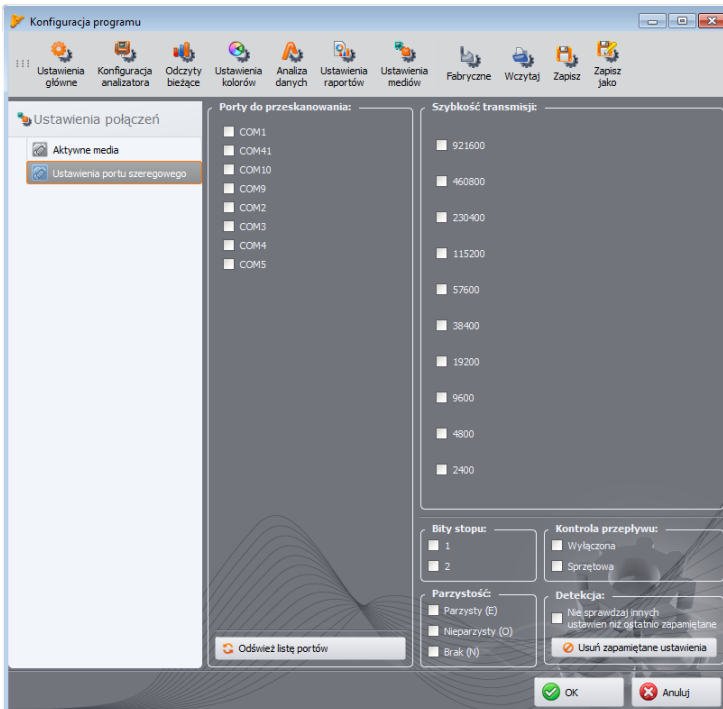 Konfiguracja programu
Ustawienia główne
Konfiguracja analizatora
Odczyty bieżące
Ustawienia kolorów
Analiza danych
Ustawienia raportów
Ustawienia mediów
Fabryczne
Wczytaj
Zapisz
Zapisz jako
Ustawienia połączeń
Aktywne media
Ustawienia portu szeregowego
Porty do przeskanowania:
COM1
COM41
COM10
COM9
COM2
COM3
COM4
COM5
Odśwież listę portów
Szybkość transmisji:
921600
460800
230400
115200
57600
38400
19200
9600
4800
2400
Bity stopu:
1
2
Kontrola przepływu:
Wyłączona
Sprzętowa
Parzystość:
Parzysty (E)
Nieparzysty (O)
Brak (N)
Detekcja:
Nie sprawdzaj innych
ustawien niż ostatnio zapamiętane
Usuń zapamiętane ustawienia
OK
Anuluj